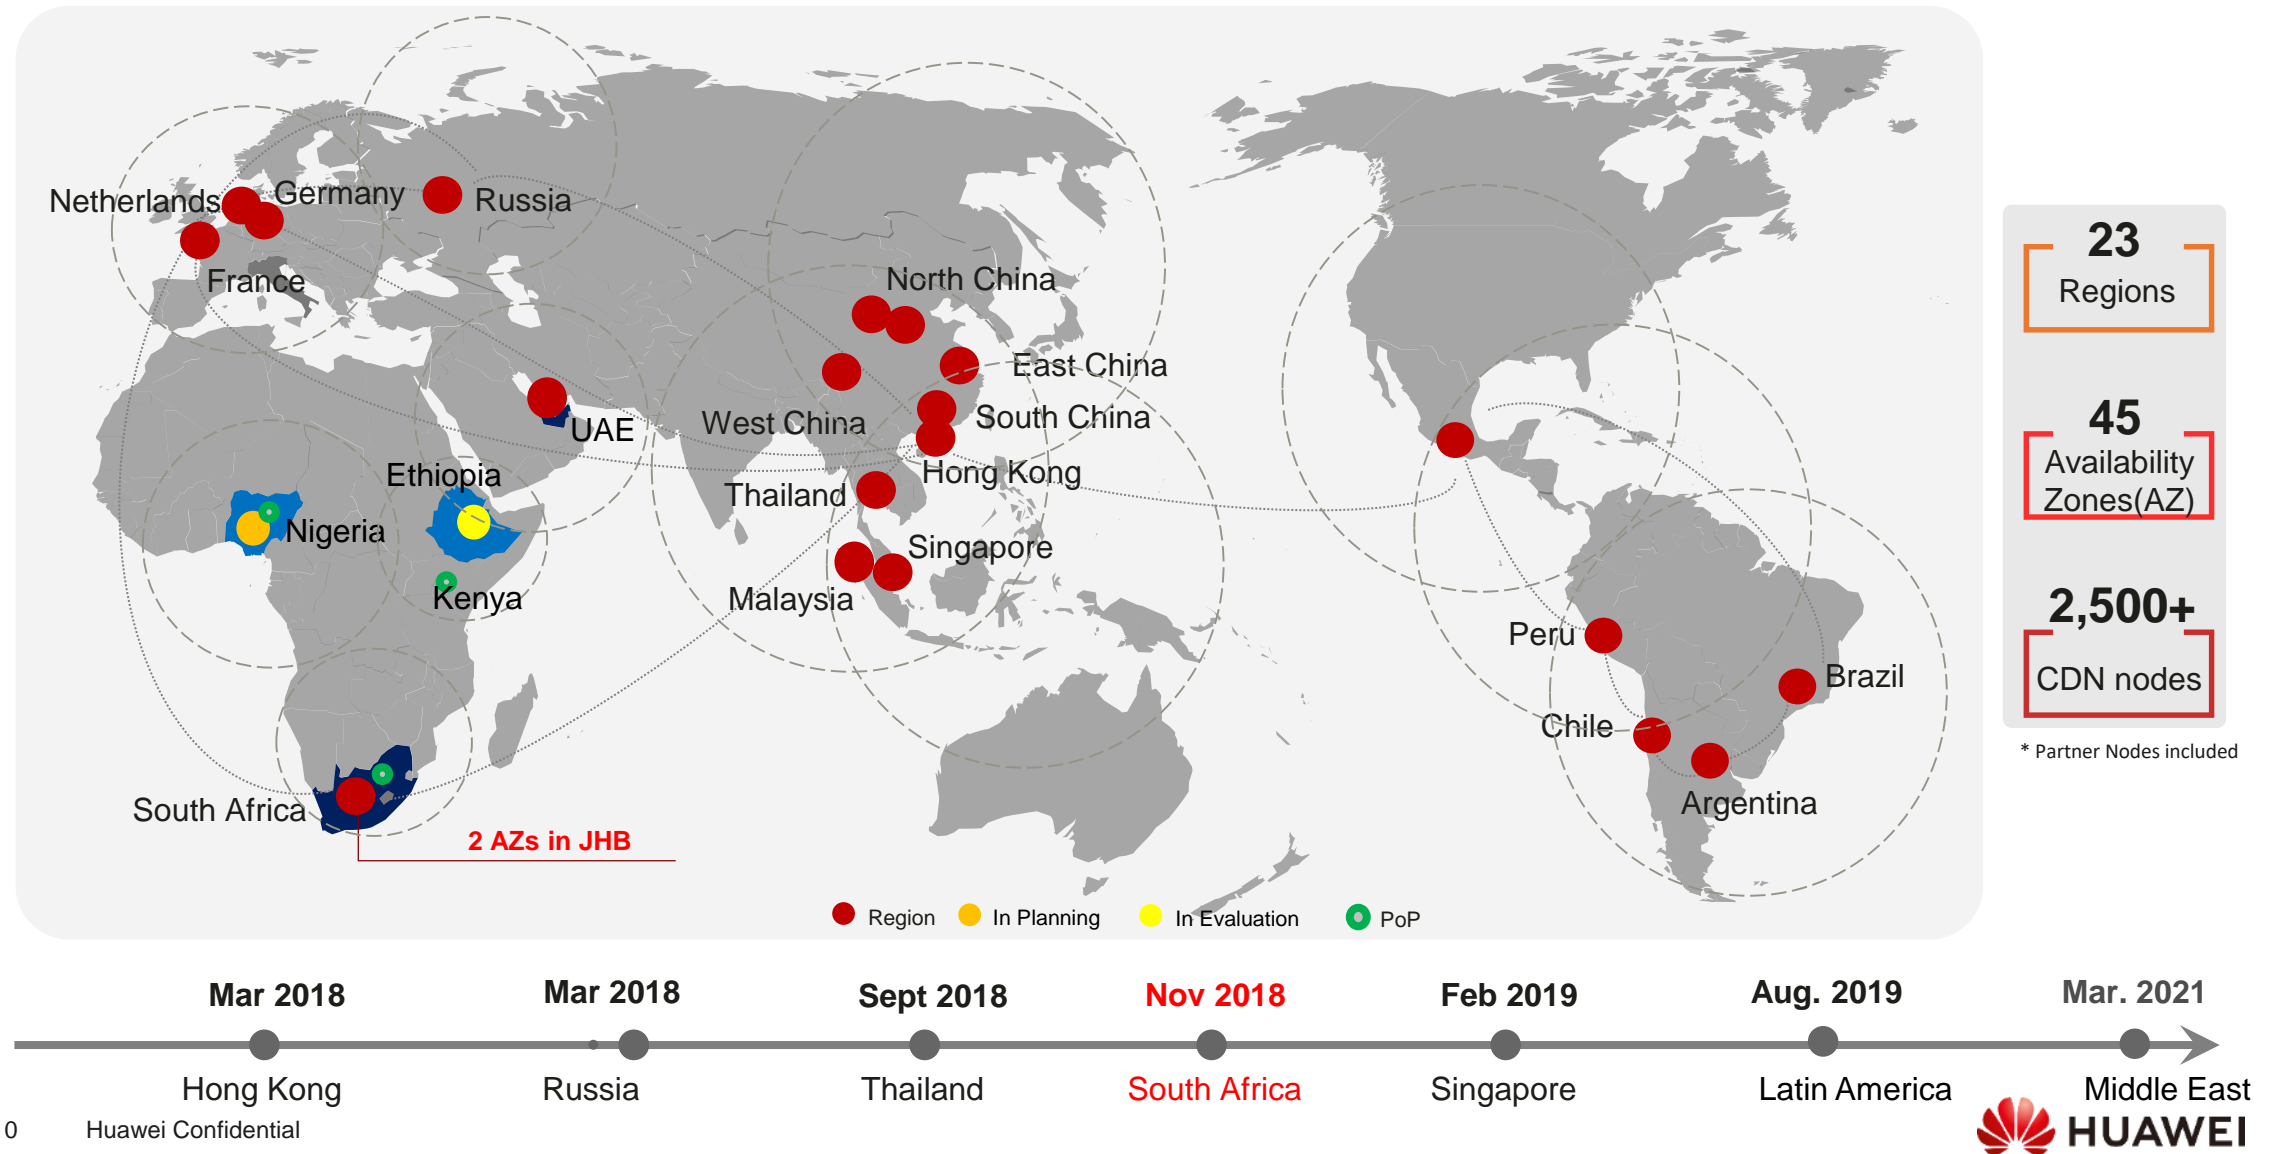 Netherlands
Germany
Russia
France
North China
East China
West China
South China
UAE
Hong Kong
Ethiopia
Thailand
Nigeria
Singapore
Kenya
Malaysia
Peru
Brazil
Chile
Argentina
South Africa
2 AZs in JHB
Region
In Planning
In Evaluation
PoP
23
Regions
45
Availability
Zones(AZ)
2,500+
CDN nodes
* Partner Nodes included
Mar 2018
Mar 2018
Sept 2018
Nov 2018
Feb 2019
Aug. 2019
Mar. 2021
Hong Kong
Russia
Thailand
South Africa
Singapore
Latin America
Middle East
0
Huawei Confidential
HUAWEI